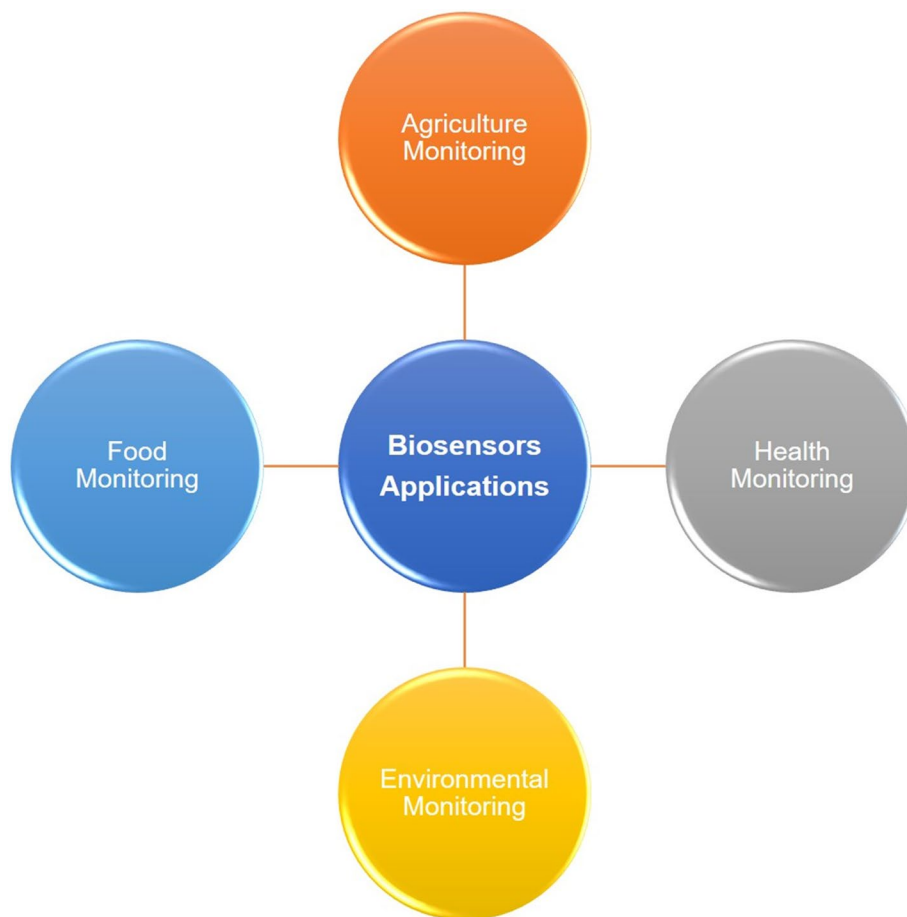 Agriculture
Monitoring
Food
Monitoring
Biosensors
Applications
Health
Monitoring
Environmental
Monitoring